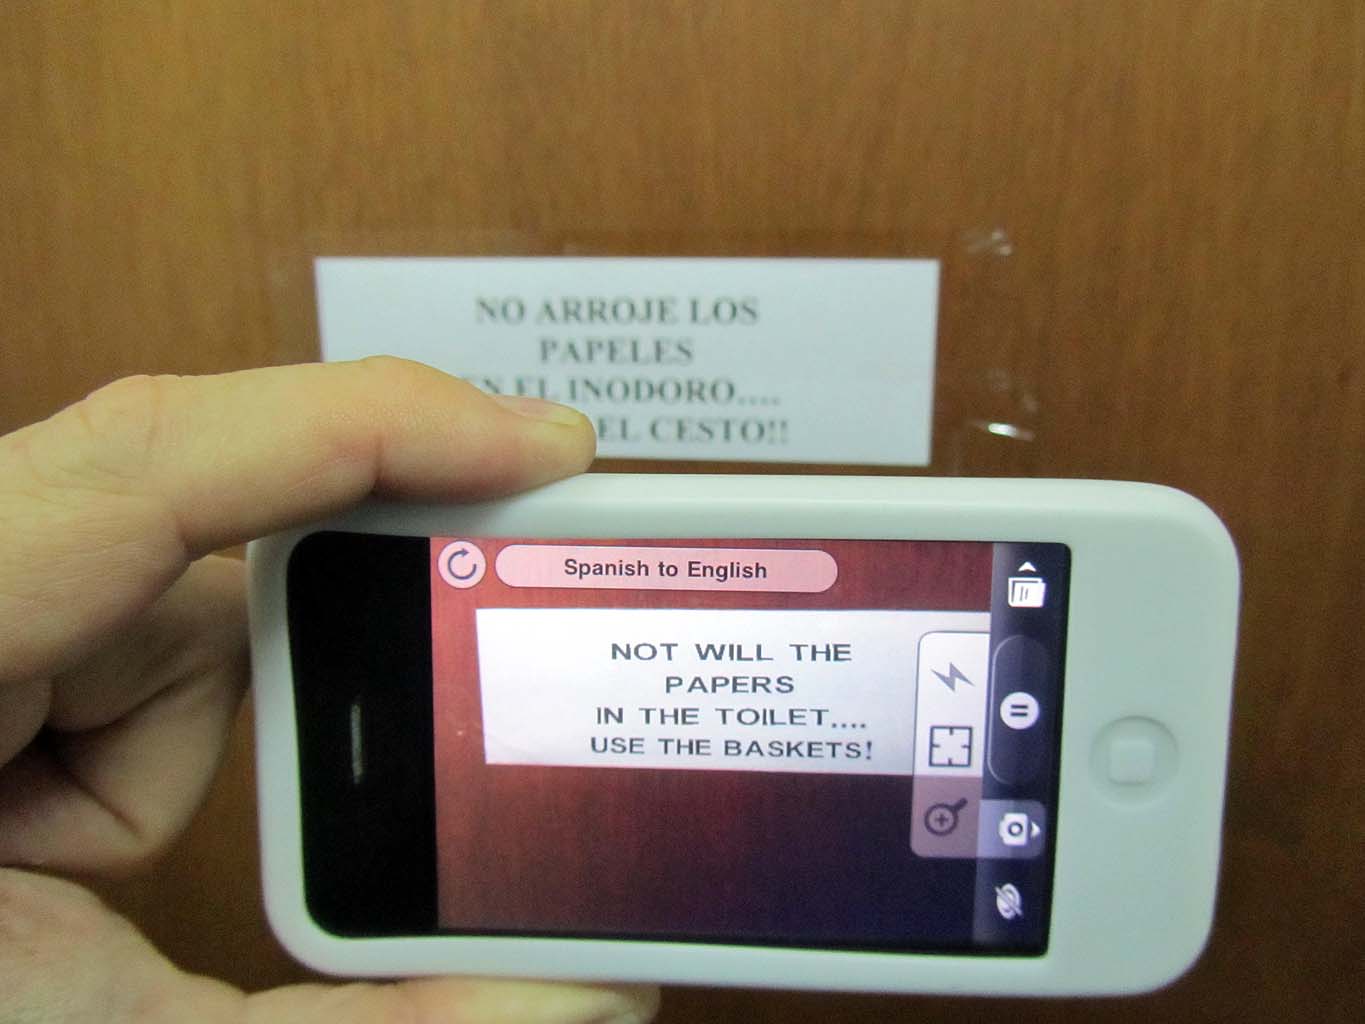 NO ARROJE LOS
PAPELES
EN EL INODORO....
EL CESTO!!
Spanish to English
NOT WILL THE
PAPERS
IN THE TOILET....
USE THE BASKETS!